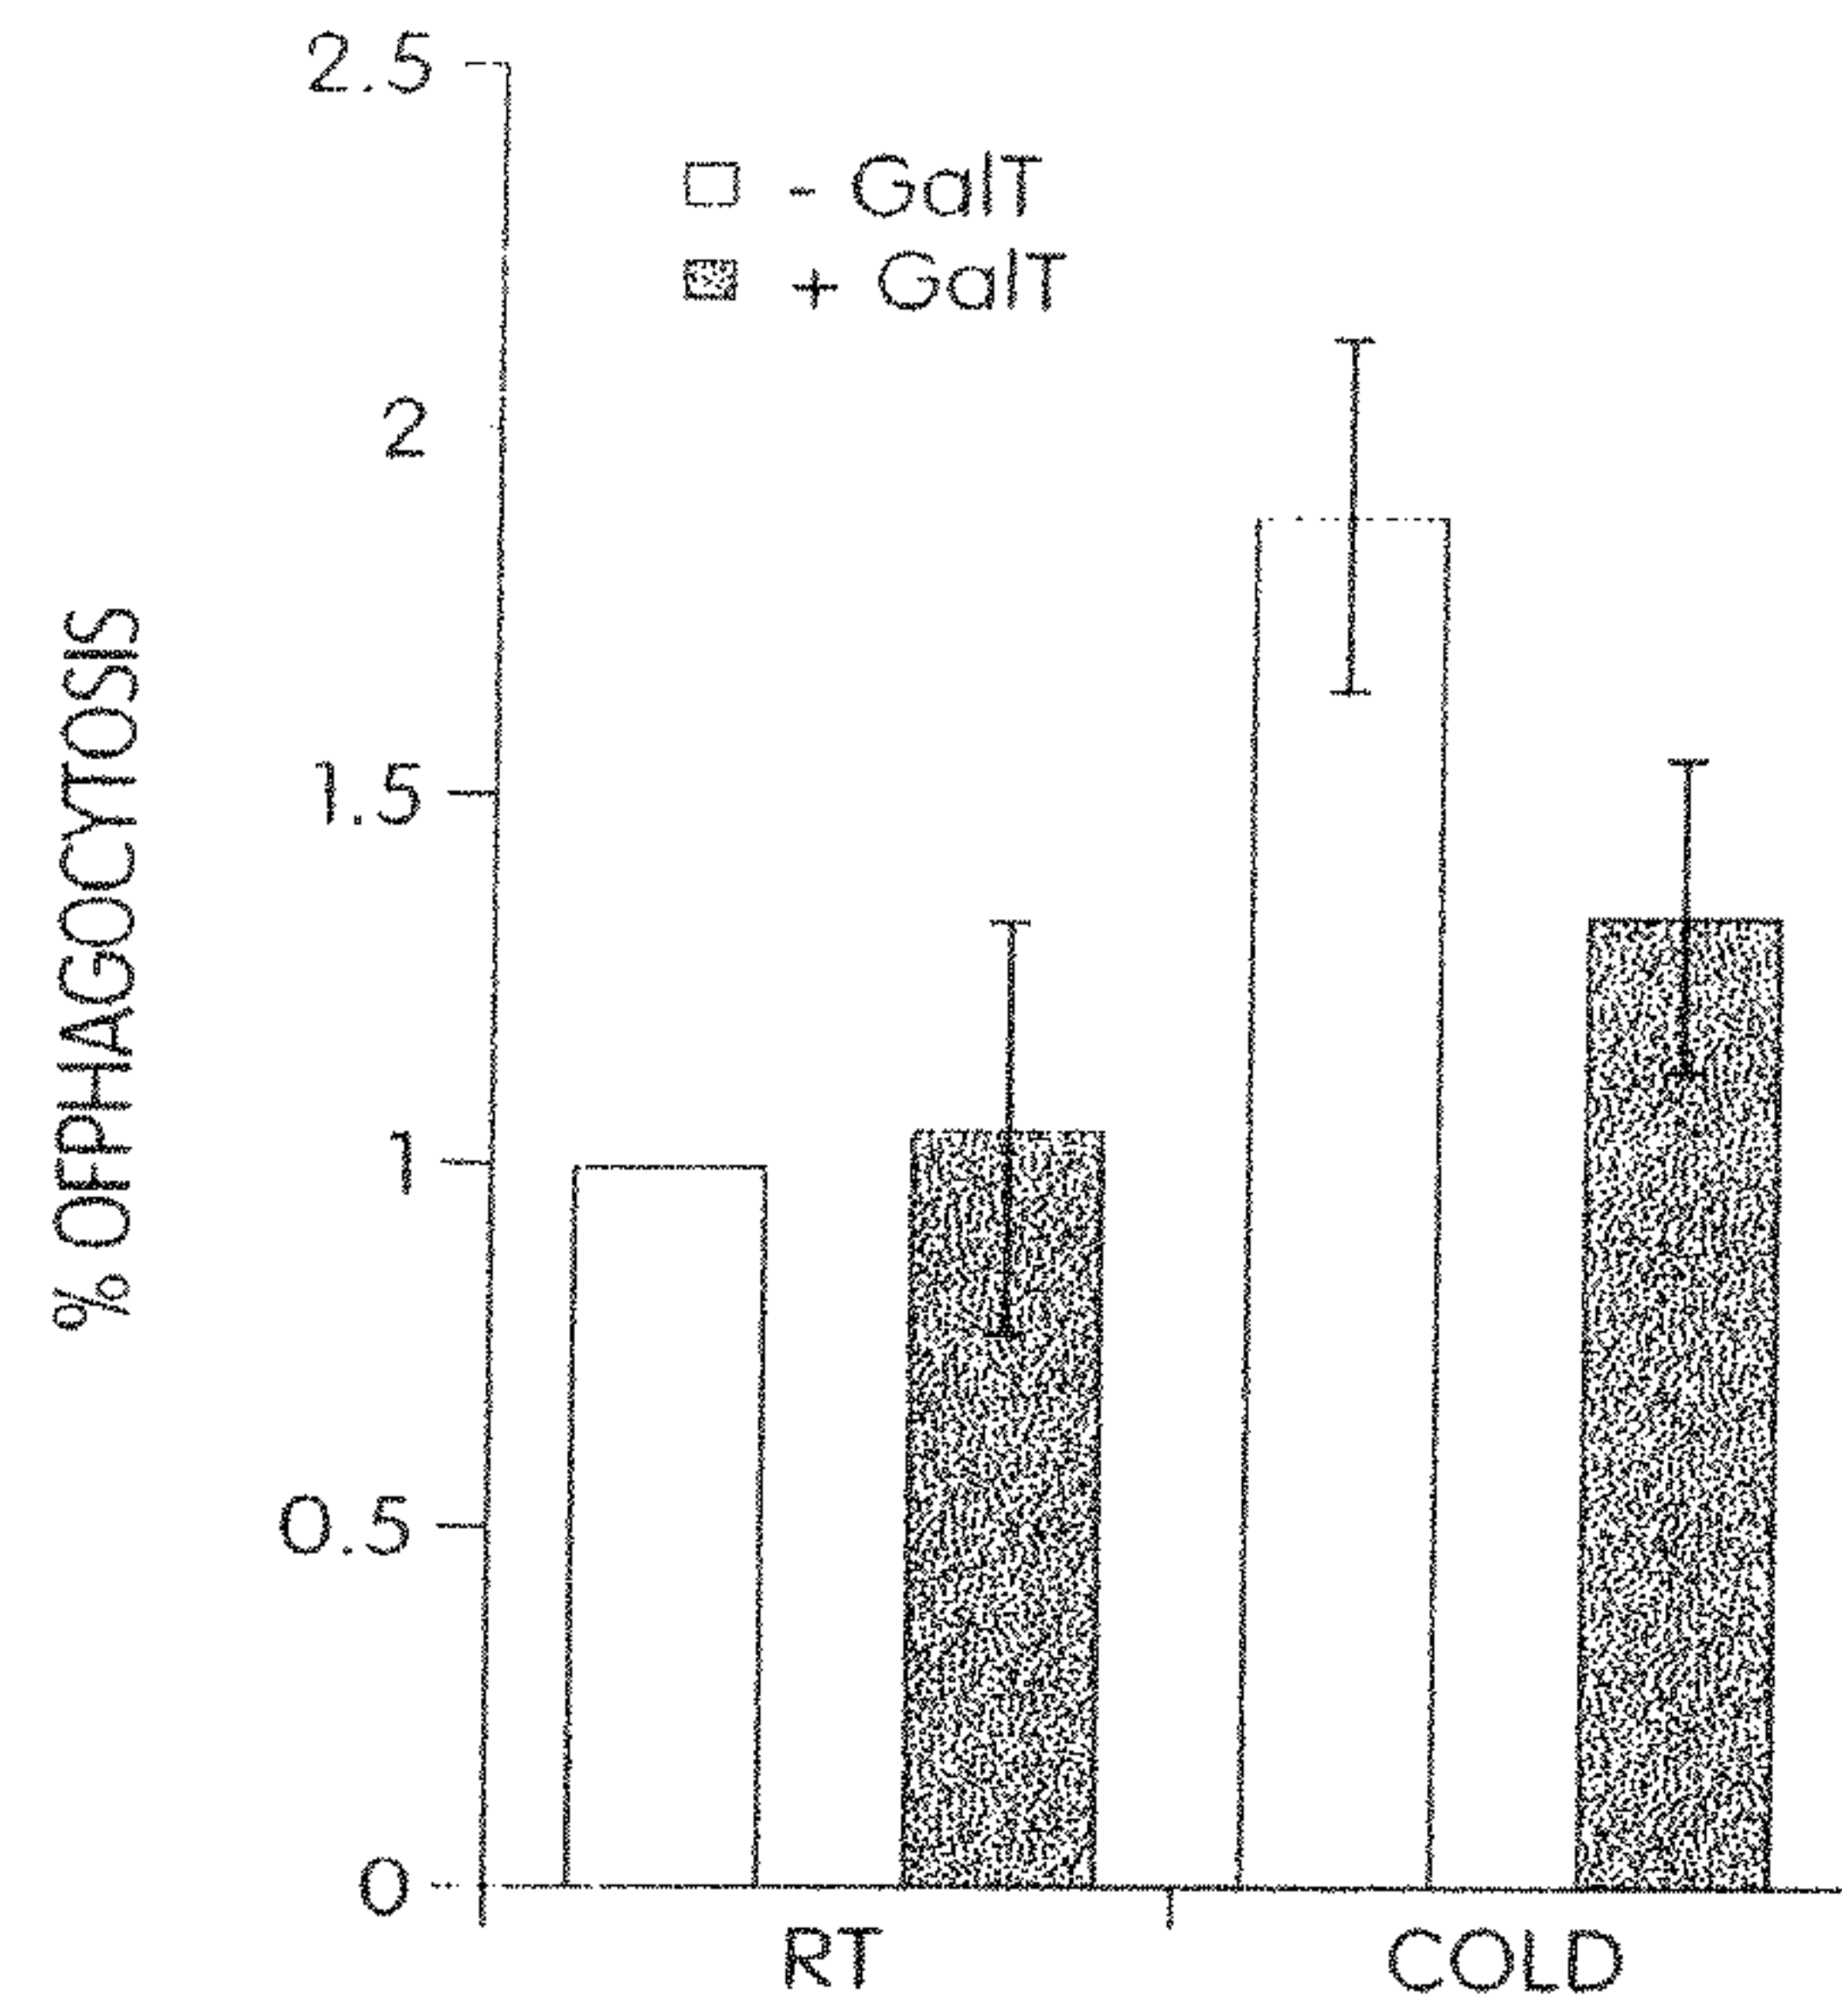 2.5
- GalT
+ GalT
2
1.5
1
0.5
0
% OFPHAGOCYTOSIS
RT
COLD